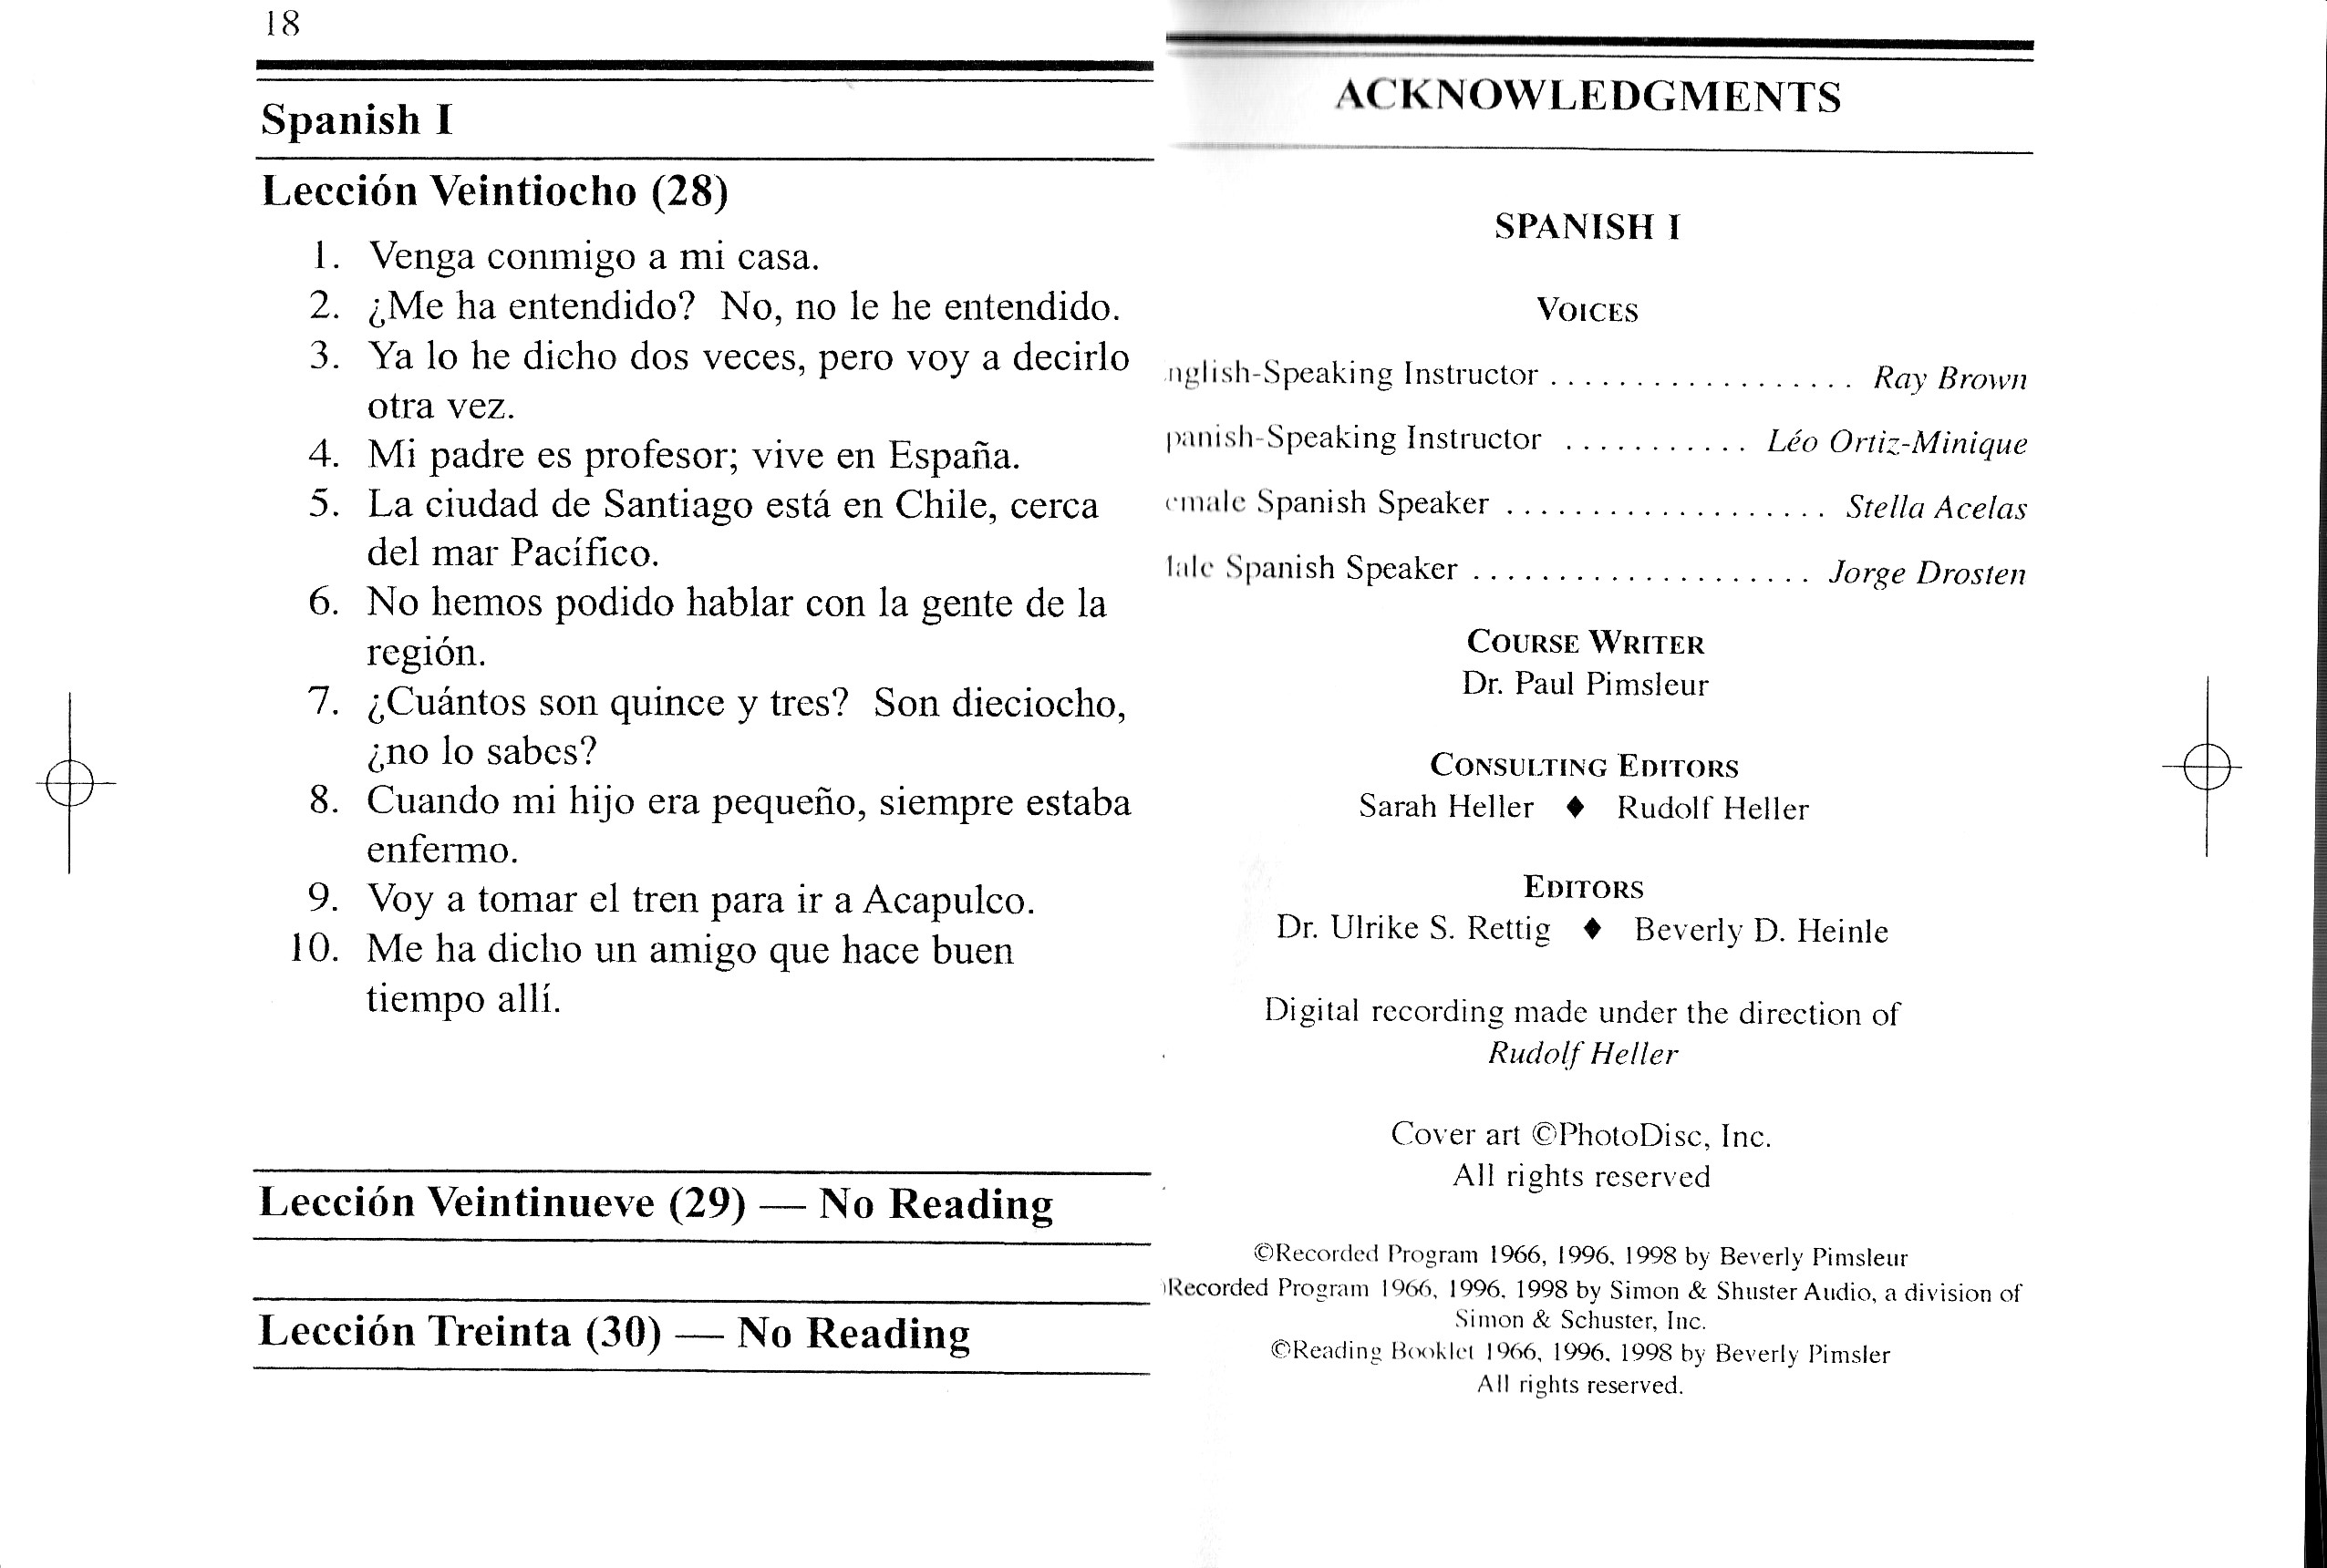 18
Spanish I
Lección Veintiocho (28)
1. Venga conmigo a mi casa.
2. ¿Me ha entendido? No, no le he entendido.
3. Ya lo he dicho dos veces, pero voy a decirlo
otra vez.
4. Mi padre es profesor; vive en España.
5. La ciudad de Santiago está en Chile, cerca
del mar Pacífico.
6. No hemos podido hablar con la gente de la
región.
7. ¿Cuántos son quince y tres? Son dieciocho,
¿no lo sabes?
8. Cuando mi hijo era pequeño, siempre estaba
enfermo.
9. Voy a tomar el tren para ir a Acapulco.
10. Me ha dicho un amigo que hace buen
tiempo allí.
Lección Veintinueve (29) — No Reading
Lección Treinta (30) — No Reading
ACKNOWLEDGMENTS
SPANISH I
VOICES
nglish-Speaking Instructor . . . . . . . . . . . . . . . . . . Ray Brown
panish-Speaking Instructor . . . . . . . . . . . Léo Ortiz-Minique
emale Spanish Speaker . . . . . . . . . . . . . . . . . . . Stella Acelas
ale Spanish Speaker . . . . . . . . . . . . . . . . . . . . . Jorge Drosten
COURSE WRITER
Dr. Paul Pimsleur
CONSULTING EDITORS
Sarah Heller ♦ Rudolf Heller
EDITORS
Dr. Ulrike S. Rettig ♦ Beverly D. Heinle
Digital recording made under the direction of
Rudolf Heller
Cover art ©PhotoDisc, Inc.
All rights reserved
©Recorded Program 1966, 1996, 1998 by Beverly Pimsleur
Recorded Program 1966, 1996, 1998 by Simon & Shuster Audio, a division of
Simon & Schuster, Inc.
©Reading Booklet 1966, 1996, 1998 by Beverly Pimsler
All rights reserved.